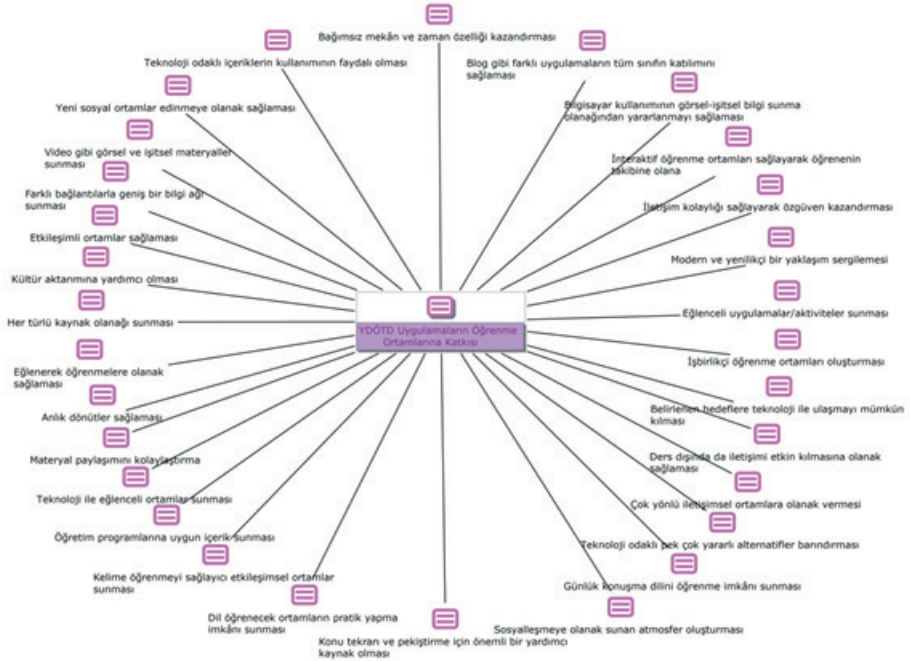 Bağımsız mekân ve zaman özelliği kazandırması
Teknoloji odaklı içeriklerin kullanımının faydalı olması
Blog gibi farklı uygulamaların tüm sınıfın katılımını
sağlaması
Yeni sosyal ortamlar edinmeye olanak sağlaması
Bilgisayar kullanımının görsel-işitsel bilgi sunma
olanağından yararlanmayı sağlaması
Video gibi görsel ve işitsel materyaller
sunması
İnteraktif öğrenme ortamları sağlayarak öğrenenin
takibine olana
Farklı bağlantılarla geniş bir bilgi ağı
sunması
İletişim kolaylığı sağlayarak özgüven kazandırması
Etkileşimli ortamlar sağlaması
Modern ve yenilikçi bir yaklaşım sergilemesi
Kültür aktarımına yardımcı olması
Eğlenceli uygulamalar/aktiviteler sunması
Her türlü kaynak olanağı sunması
YDÖTD Uygulamaların Öğrenme
Ortamlarına Katkısı
İşbirlikçi öğrenme ortamları oluşturması
Eğlenerek öğrenmelere olanak
sağlaması
Belirlenen hedeflere teknoloji ile ulaşmayı mümkün
kılması
Anlık dönütler sağlaması
Ders dışında da iletişimi etkin kılmasına olanak
sağlaması
Materyal paylaşımını kolaylaştırma
Çok yönlü iletişimsel ortamlara olanak vermesi
Teknoloji ile eğlenceli ortamlar sunması
Teknoloji odaklı pek çok yararlı alternatifler barındırması
Öğretim programlarına uygun içerik sunması
Günlük konuşma dilini öğrenme imkânı sunması
Kelime öğrenmeyi sağlayıcı etkileşimsel ortamlar
sunması
Dil öğrenecek ortamların pratik yapma
imkânı sunması
Sosyalleşmeye olanak sunan atmosfer oluşturması
Konu tekrarı ve pekiştirme için önemli bir yardımcı
kaynak olması